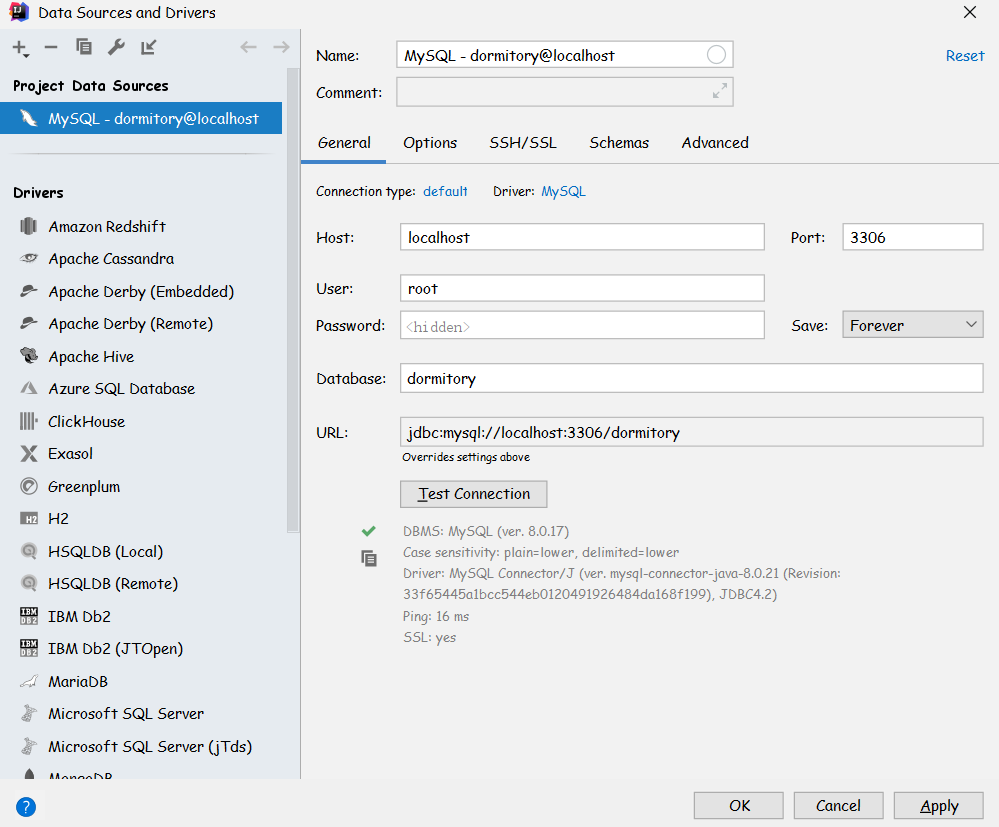 Data Sources and Drivers
Project Data Sources
MySQL - dormitory@localhost
Drivers
Amazon Redshift
Apache Cassandra
Apache Derby (Embedded)
Apache Derby (Remote)
Apache Hive
Azure SQL Database
ClickHouse
Exasol
Greenplum
H2
HSQLDB (Local)
HSQLDB (Remote)
IBM Db2
IBM Db2 (JTOpen)
MariaDB
Microsoft SQL Server
Microsoft SQL Server (jTds)
MongoDB
Name: MySQL - dormitory@localhost Reset
Comment:
General Options SSH/SSL Schemas Advanced
Connection type: default Driver: MySQL
Host: localhost Port: 3306
User: root
Password: <hidden> Save: Forever
Database: dormitory
URL: jdbc:mysql://localhost:3306/dormitory
Overrides settings above
Test Connection
DBMS: MySQL (ver. 8.0.17)
Case sensitivity: plain=lower, delimited=lower
Driver: MySQL Connector/J (ver. mysql-connector-java-8.0.21 (Revision:
33f65445a1bcc544eb0120491926484da168f199), JDBC4.2)
Ping: 16 ms
SSL: yes
? OK Cancel Apply